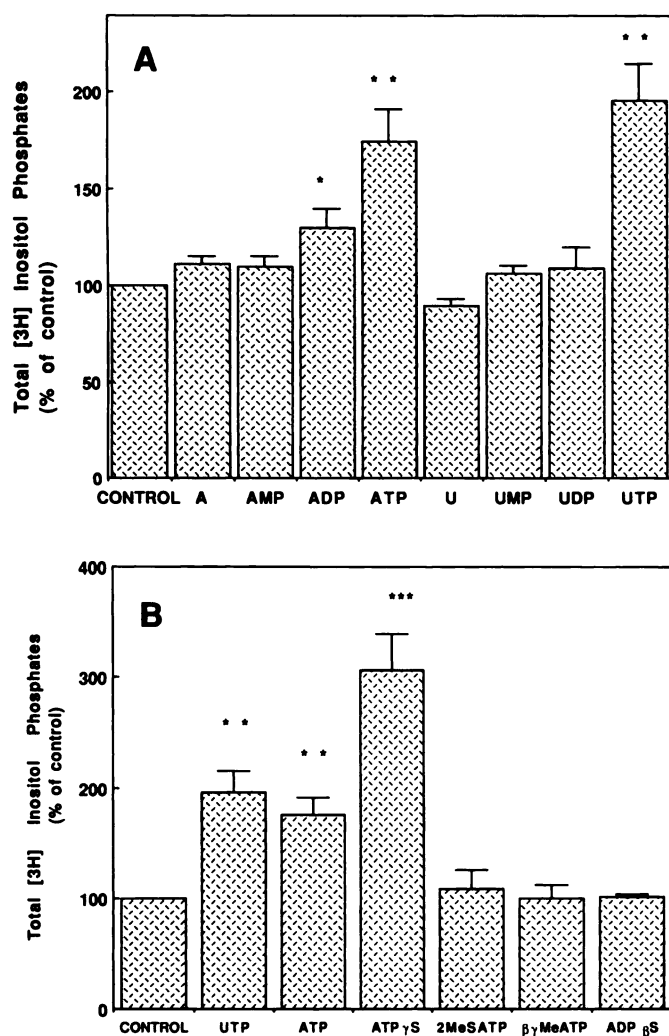 A
Total [3H] Inositol Phosphates
(% of control)
200
150
100
50
0
* * *
* *
*
CONTROL A AMP ADP ATP U UMP UDP UTP
B
Total [3H] Inositol Phosphates
(% of control)
400
300
200
100
0
***
* *
* *
CONTROL UTP ATP ATPγS 2MeSATP βγMeATP ADPβS